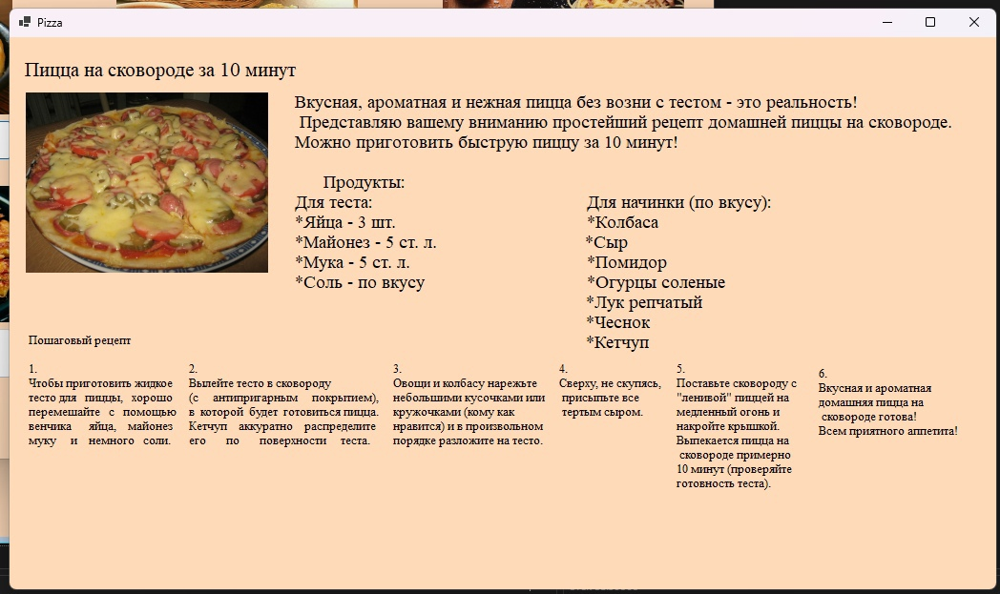 Pizza
Пицца на сковороде за 10 минут
Вкусная, ароматная и нежная пицца без возни с тестом - это реальность!
Представляю вашему вниманию простейший рецепт домашней пиццы на сковороде.
Можно приготовить быструю пиццу за 10 минут!
Продукты:
Для теста:
*Яйца - 3 шт.
*Майонез - 5 ст. л.
*Мука - 5 ст. л.
*Соль - по вкусу
Для начинки (по вкусу):
*Колбаса
*Сыр
*Помидор
*Огурцы соленые
*Лук репчатый
*Чеснок
*Кетчуп
Пошаговый рецепт
1.
Чтобы приготовить жидкое
тесто для пиццы, хорошо
перемешайте с помощью
венчика яйца, майонез
муку и немного соли.
2.
Вылейте тесто в сковороду
(с антипригарным покрытием),
в которой будет готовиться пицца.
Кетчуп аккуратно распределите
его по поверхности теста.
3.
Овощи и колбасу нарежьте
небольшими кусочками или
кружочками (кому как
нравится) и в произвольном
порядке разложите на тесто.
4.
Сверху, не скупясь,
присыпьте все
тертым сыром.
5.
Поставьте сковороду с
"ленивой" пиццей на
медленный огонь и
накройте крышкой.
Выпекается пицца на
сковороде примерно
10 минут (проверяйте
готовность теста).
6.
Вкусная и ароматная
домашняя пицца на
сковороде готова!
Всем приятного аппетита!